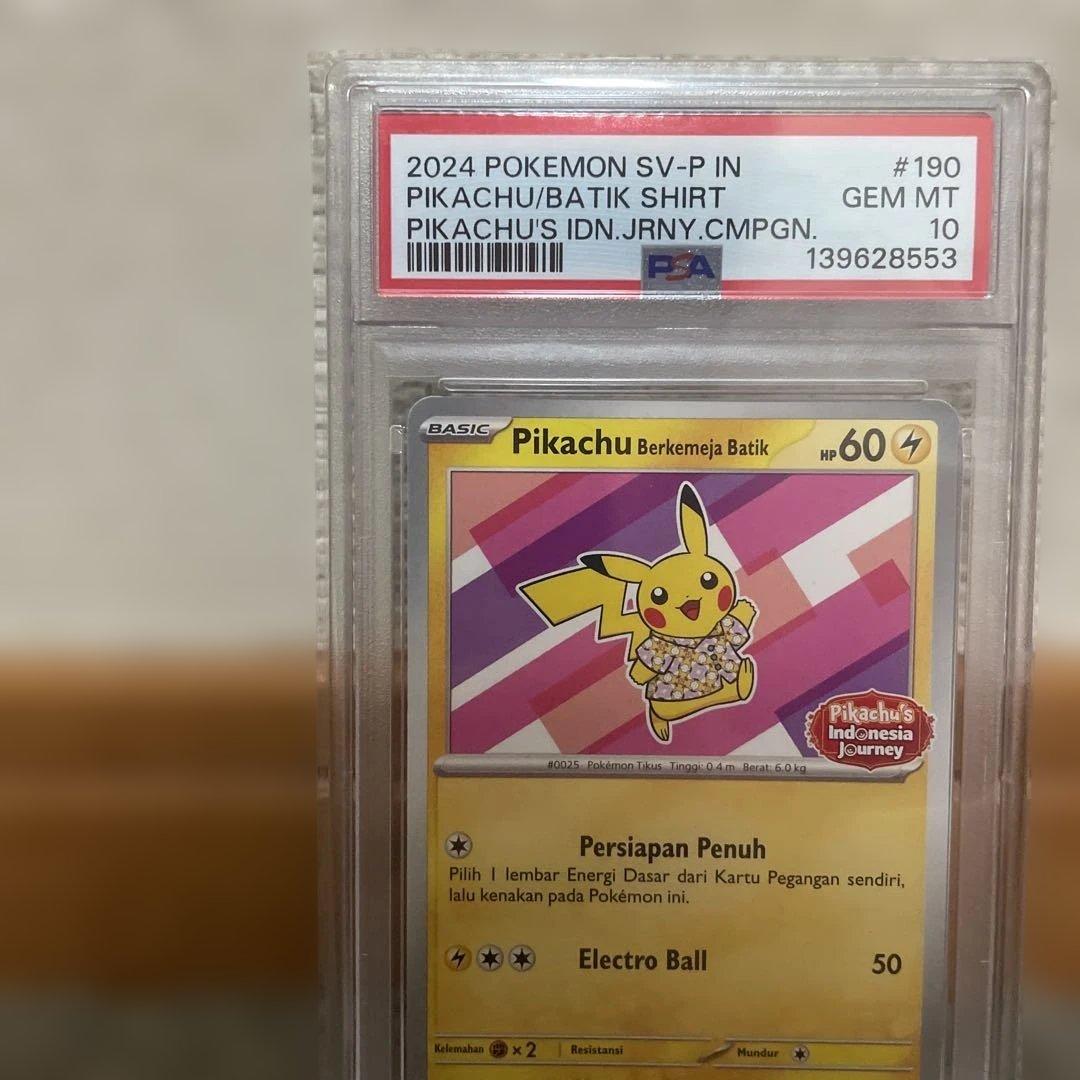 2024 POKEMON SV-P IN #190
PIKACHU/BATIK SHIRT GEM MT
PIKACHU'S IDN.JRNY.CMPGN. 10
PSA 139628553
BASIC Pikachu Berkemeja Batik HP 60
Pikachu's
Indonesia
Journey
#0025 Pokémon Tikus Tinggi: 0.4 m Berat: 6.0 kg
Persiapan Penuh
Pilih 1 lembar Energi Dasar dari Kartu Pegangan sendiri,
lalu kenakan pada Pokémon ini.
Electro Ball 50
Kelemahan ×2 Resistansi Mundur